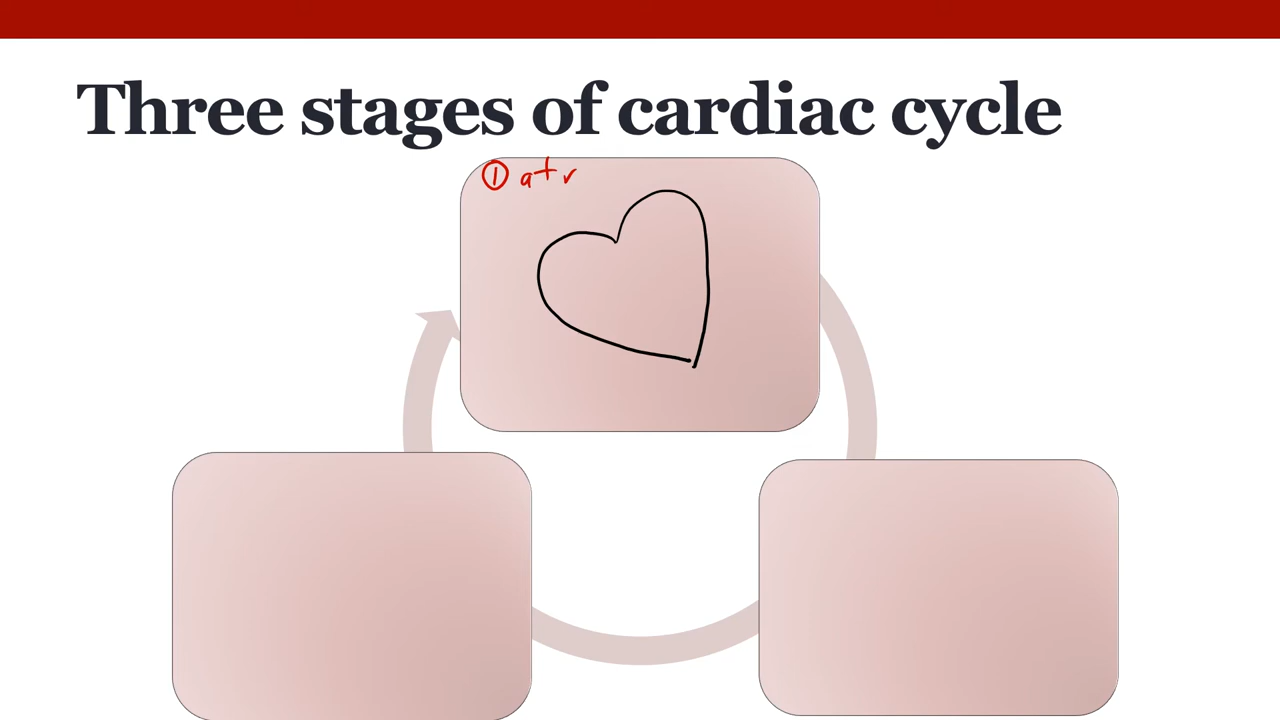 Three stages of cardiac cycle
① atr